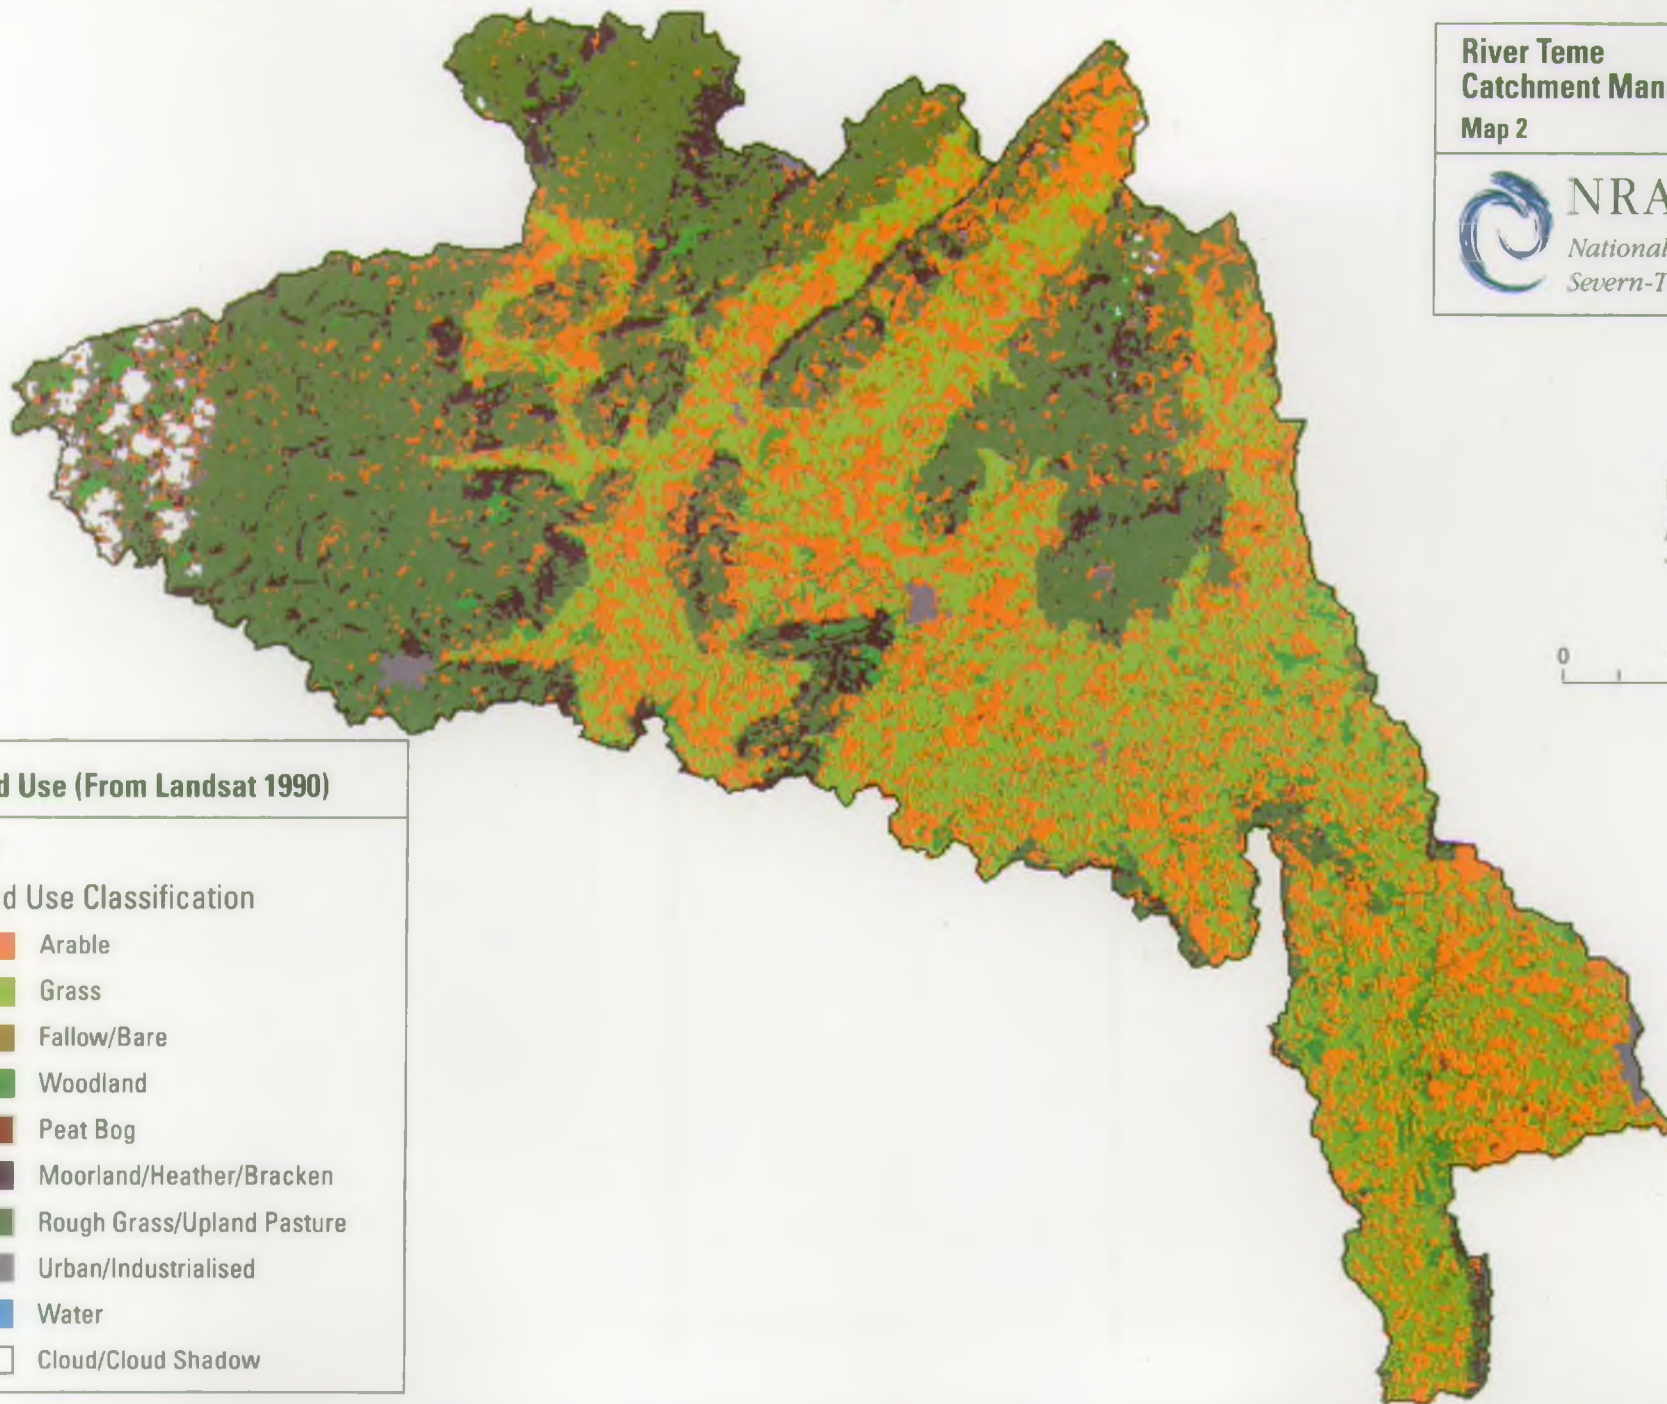 River Teme
Catchment Man
Map 2
NRA
National
Severn-T
0
d Use (From Landsat 1990)
d Use Classification
Arable
Grass
Fallow/Bare
Woodland
Peat Bog
Moorland/Heather/Bracken
Rough Grass/Upland Pasture
Urban/Industrialised
Water
Cloud/Cloud Shadow